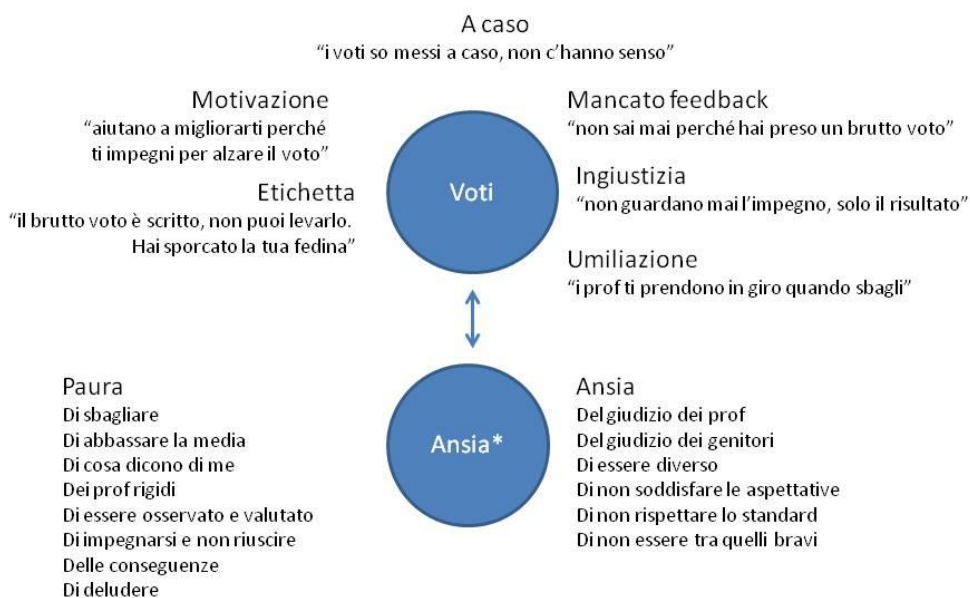 A caso
“i voti so messi a caso, non c’hanno senso”
Motivazione
“aiutano a migliorarti perché
ti impegni per alzare il voto”
Etichetta
“il brutto voto è scritto, non puoi levarlo.
Hai sporcato la tua fedina”
Voti
Mancato feedback
“non sai mai perché hai preso un brutto voto”
Ingiustizia
“non guardano mai l’impegno, solo il risultato”
Umiliazione
“i prof ti prendono in giro quando sbagli”
Paura
Di sbagliare
Di abbassare la media
Di cosa dicono di me
Dei prof rigidi
Di essere osservato e valutato
Di impegnarsi e non riuscire
Delle conseguenze
Di deludere
Ansia*
Ansia
Del giudizio dei prof
Del giudizio dei genitori
Di essere diverso
Di non soddisfare le aspettative
Di non rispettare lo standard
Di non essere tra quelli bravi